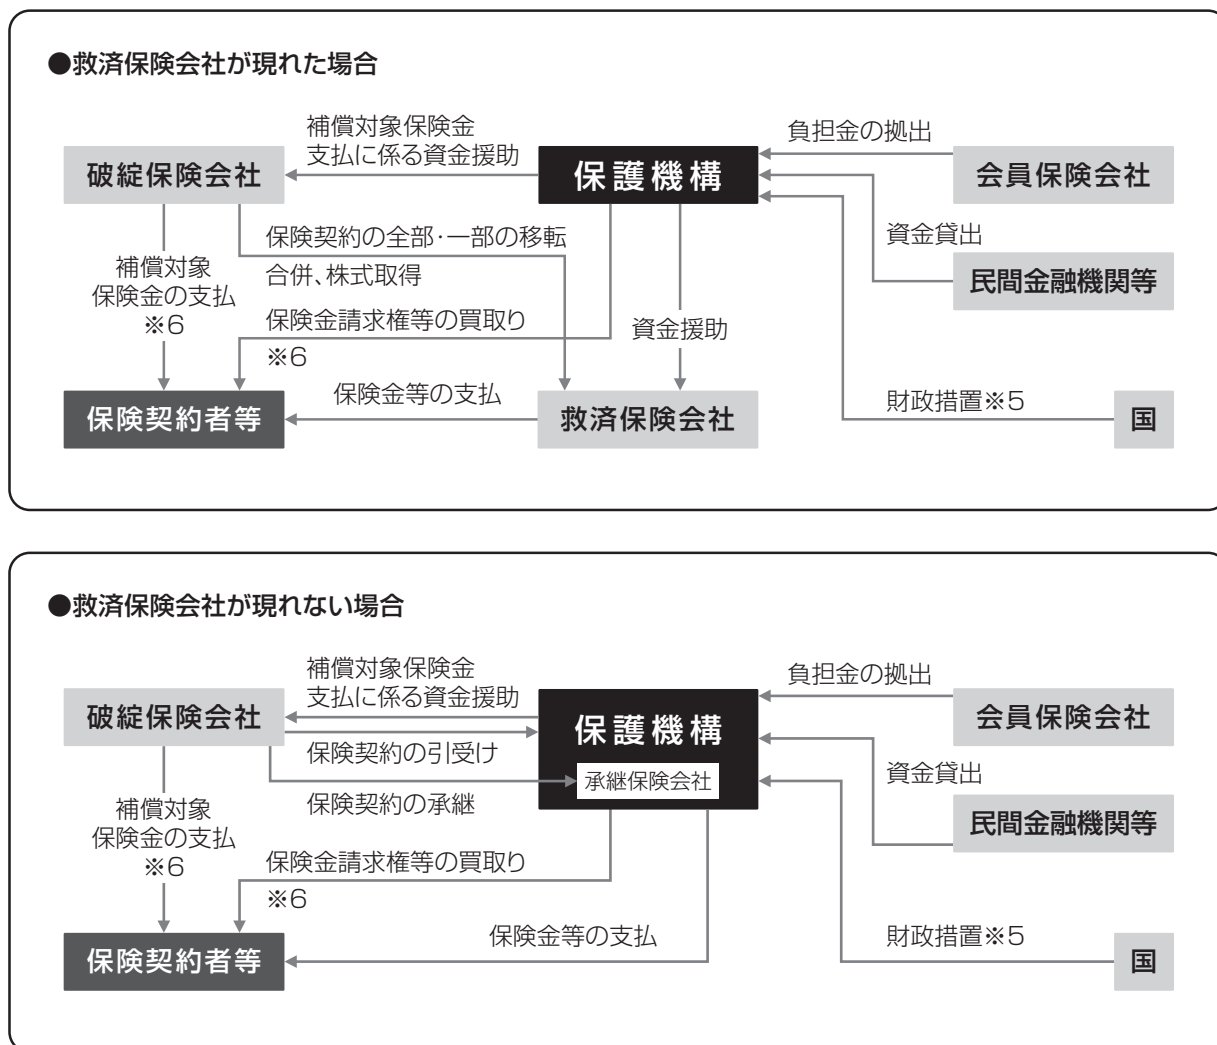 ●救済保険会社が現れた場合
補償対象保険金
支払に係る資金援助
負担金の拠出
破綻保険会社
保護機構
会員保険会社
保険契約の全部・一部の移転
合併、株式取得
資金貸出
補償対象
保険金の支払
※6
民間金融機関等
保険金請求権等の買取り
※6
資金援助
保険金等の支払
財政措置※5
保険契約者等
救済保険会社
国
●救済保険会社が現れない場合
補償対象保険金
支払に係る資金援助
負担金の拠出
破綻保険会社
保護機構
会員保険会社
保険契約の引受け
承継保険会社
資金貸出
保険契約の承継
補償対象
保険金の支払
※6
民間金融機関等
保険金請求権等の買取り
※6
保険金等の支払
財政措置※5
保険契約者等
国